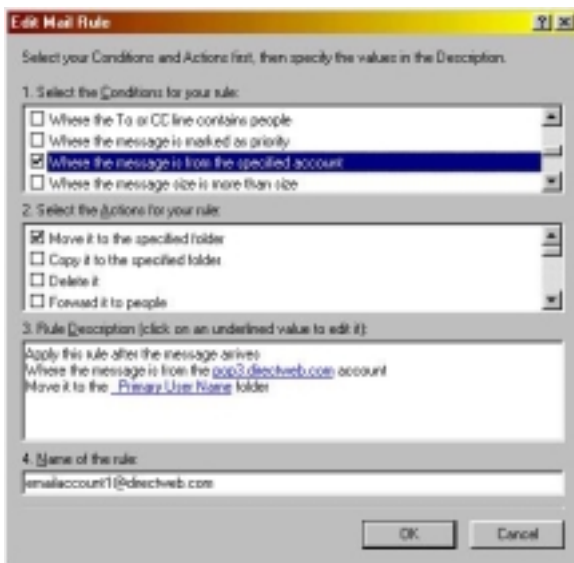 Edit Mail Rule
Select your Conditions and Actions first, then specify the values in the Description.
1. Select the Conditions for your rule:
Where the To or CC line contains people
Where the message is marked as priority
Where the message is from the specified account
Where the message size is more than size
2. Select the Actions for your rule:
Move it to the specified folder
Copy it to the specified folder
Delete it
Forward it to people
3. Rule Description (click on an underlined value to edit it):
Apply this rule after the message arrives
Where the message is from the pop3.directweb.com account
Move it to the _Primary User Name folder
4. Name of the rule:
emailaccount1@directweb.com
OK Cancel